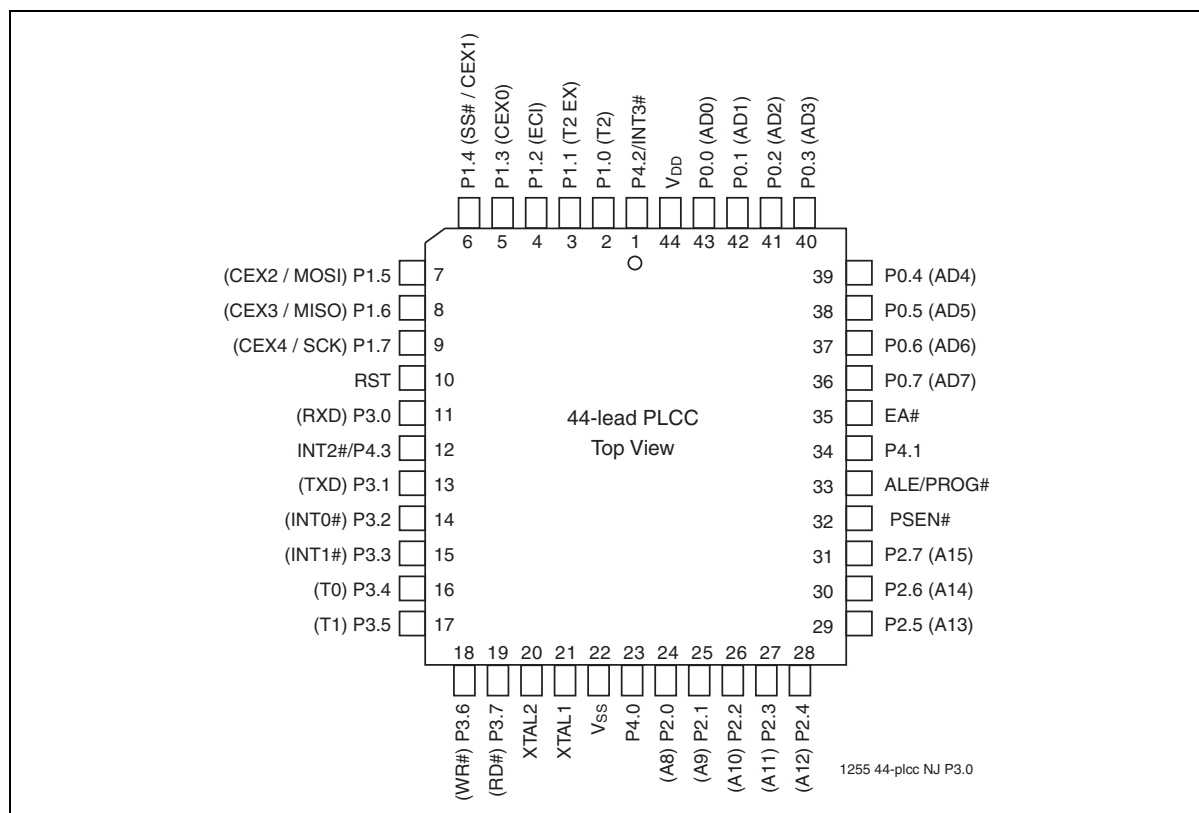 P1.4 (SS# / CEX1)
P1.3 (CEX0)
P1.2 (ECI)
P1.1 (T2 EX)
P1.0 (T2)
P4.2/INT3#
VDD
P0.0 (AD0)
P0.1 (AD1)
P0.2 (AD2)
P0.3 (AD3)
6 5 4 3 2 1 44 43 42 41 40
(CEX2 / MOSI) P1.5 7
(CEX3 / MISO) P1.6 8
(CEX4 / SCK) P1.7 9
RST 10
(RXD) P3.0 11
INT2#/P4.3 12
(TXD) P3.1 13
(INT0#) P3.2 14
(INT1#) P3.3 15
(T0) P3.4 16
(T1) P3.5 17
44-lead PLCC
Top View
39 P0.4 (AD4)
38 P0.5 (AD5)
37 P0.6 (AD6)
36 P0.7 (AD7)
35 EA#
34 P4.1
33 ALE/PROG#
32 PSEN#
31 P2.7 (A15)
30 P2.6 (A14)
29 P2.5 (A13)
18 19 20 21 22 23 24 25 26 27 28
(WR#) P3.6
(RD#) P3.7
XTAL2
XTAL1
VSS
P4.0
(A8) P2.0
(A9) P2.1
(A10) P2.2
(A11) P2.3
(A12) P2.4
1255 44-plcc NJ P3.0